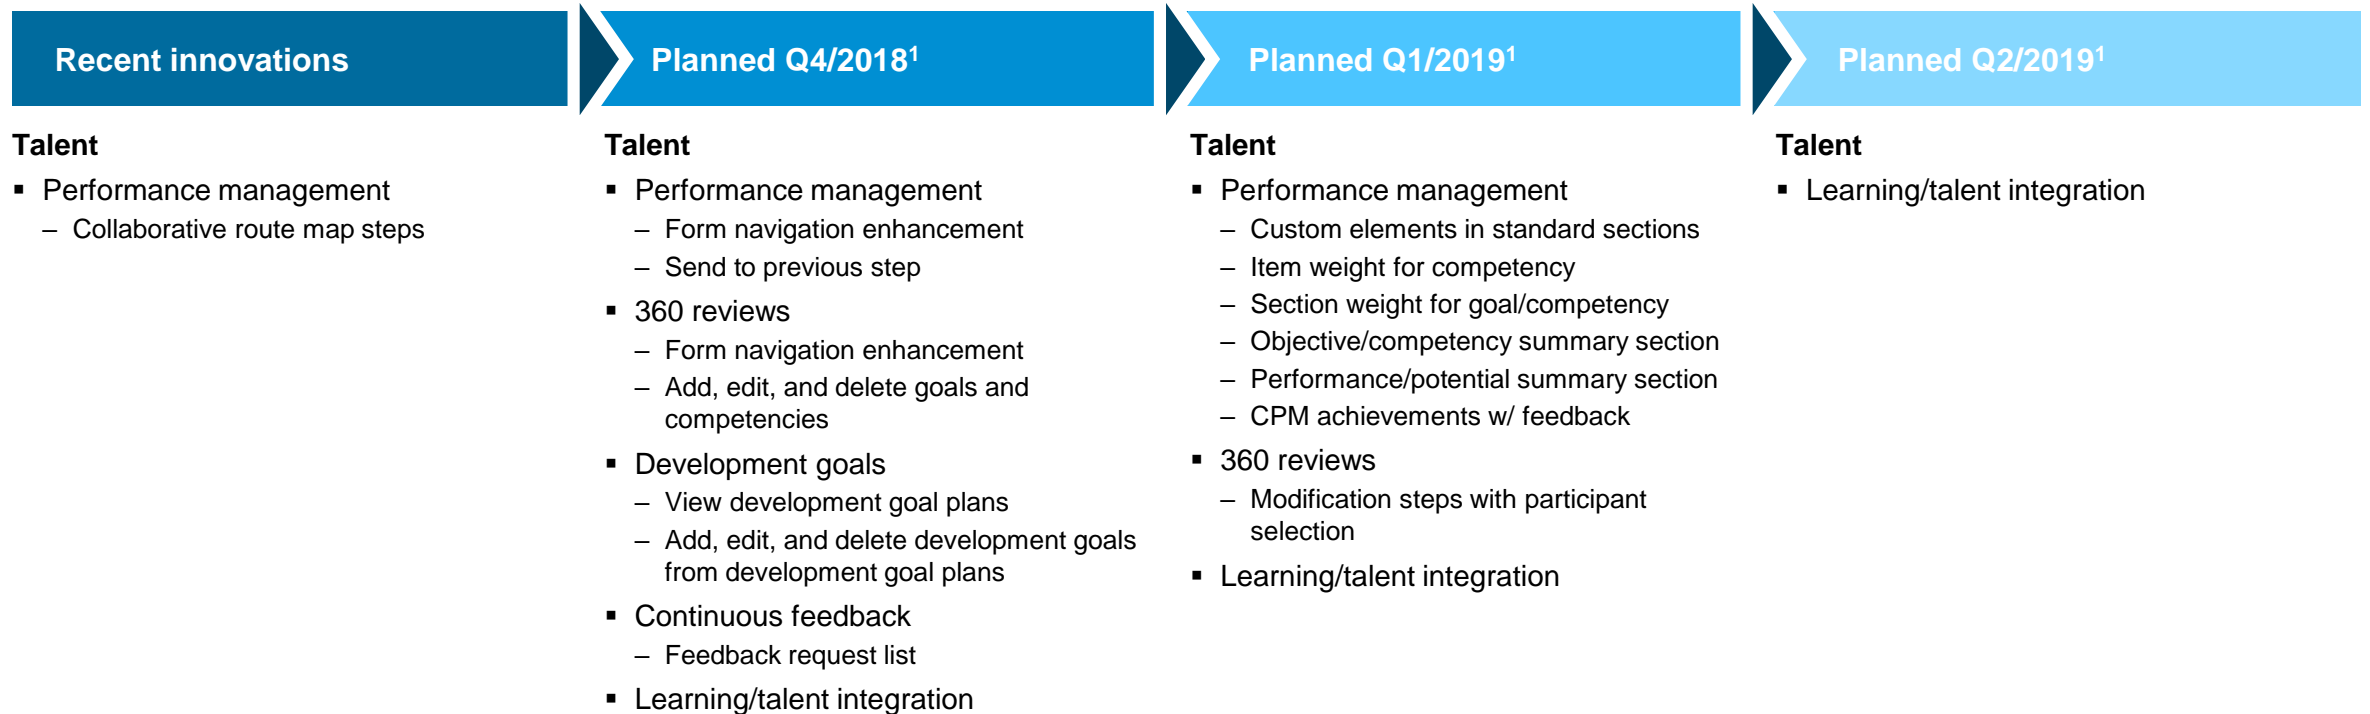 Recent innovations
Planned Q4/2018¹
Planned Q1/2019¹
Planned Q2/2019¹
Talent
▪ Performance management
– Collaborative route map steps
Talent
▪ Performance management
– Form navigation enhancement
– Send to previous step
▪ 360 reviews
– Form navigation enhancement
– Add, edit, and delete goals and
competencies
▪ Development goals
– View development goal plans
– Add, edit, and delete development goals
from development goal plans
▪ Continuous feedback
– Feedback request list
▪ Learning/talent integration
Talent
▪ Performance management
– Custom elements in standard sections
– Item weight for competency
– Section weight for goal/competency
– Objective/competency summary section
– Performance/potential summary section
– CPM achievements w/ feedback
▪ 360 reviews
– Modification steps with participant
selection
▪ Learning/talent integration
Talent
▪ Learning/talent integration